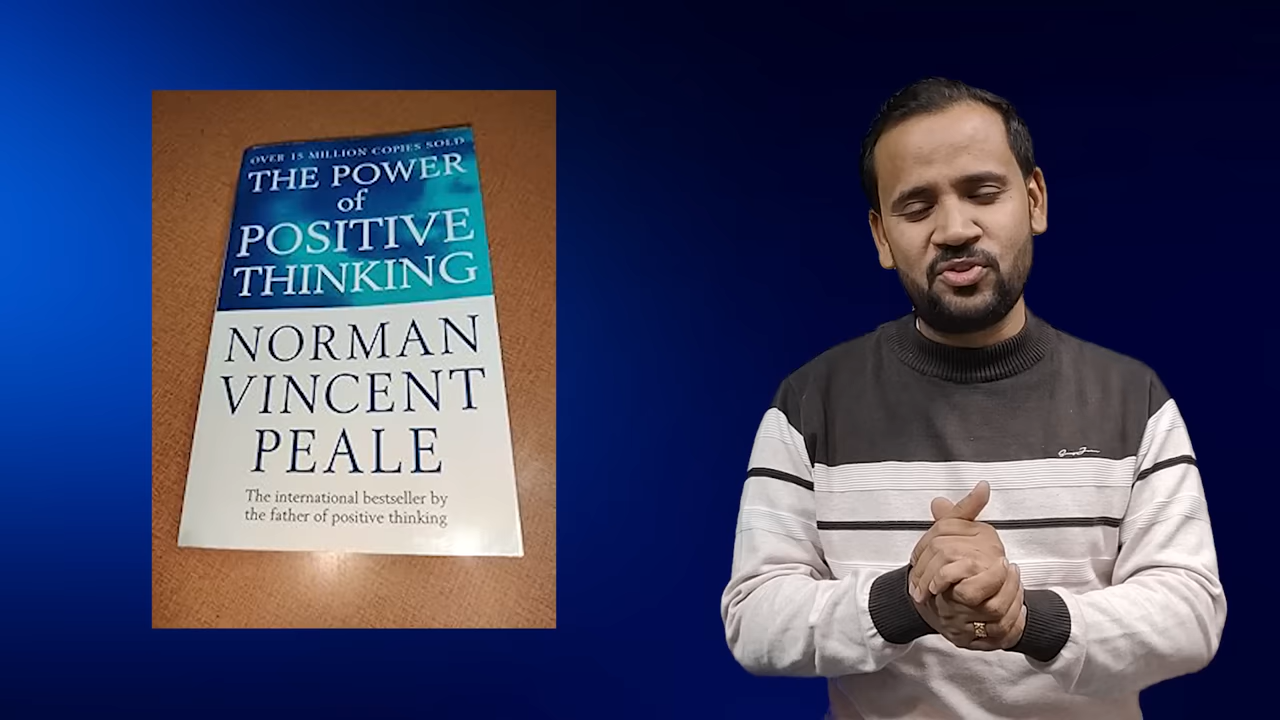 OVER 15 MILLION COPIES SOLD
THE POWER
of
POSITIVE
THINKING
NORMAN
VINCENT
PEALE
The international bestseller by
the father of positive thinking